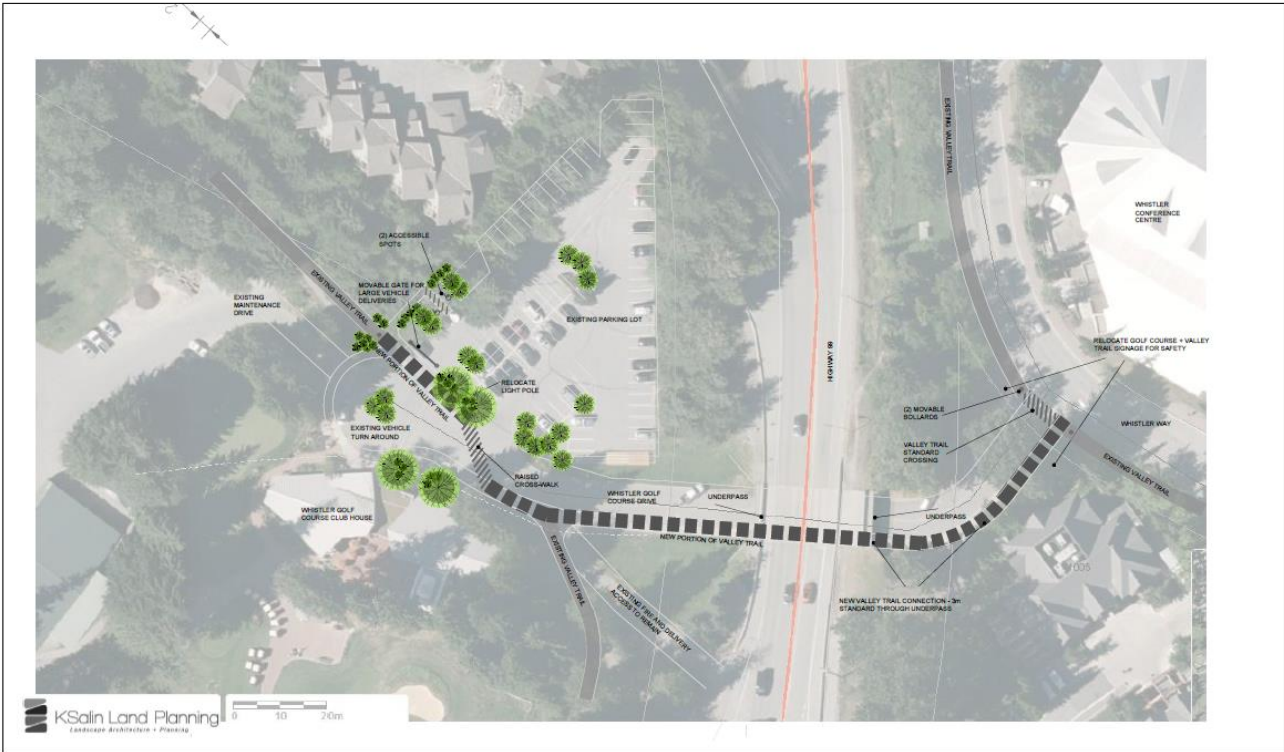 EXISTING VALLEY TRAIL
WHISTLER
CONFERENCE
CENTRE
(2) ACCESSIBLE
SPOTS
EXISTING VALLEY TRAIL
MOVABLE GATE FOR
LARGE VEHICLE
DELIVERIES
EXISTING
MAINTENANCE
DRIVE
EXISTING PARKING LOT
HIGHWAY 99
RELOCATE GOLF COURSE + VALLEY
TRAIL SIGNAGE FOR SAFETY
NEW PORTION OF VALLEY TRAIL
RELOCATE
LIGHT POLE
(2) MOVABLE
BOLLARDS
WHISTLER WAY
EXISTING VEHICLE
TURN AROUND
VALLEY TRAIL
STANDARD
CROSSING
EXISTING VALLEY TRAIL
RAISED
CROSS-WALK
WHISTLER GOLF
COURSE DRIVE
UNDERPASS
UNDERPASS
WHISTLER GOLF
COURSE CLUB HOUSE
NEW PORTION OF VALLEY TRAIL
EXISTING VALLEY TRAIL
EXISTING FIRE AND DELIVERY
ACCESS TO REMAIN
NEW VALLEY TRAIL CONNECTION - 3m
STANDARD THROUGH UNDERPASS
KSalin Land Planning
Landscape Architecture + Planning
0 10 20m